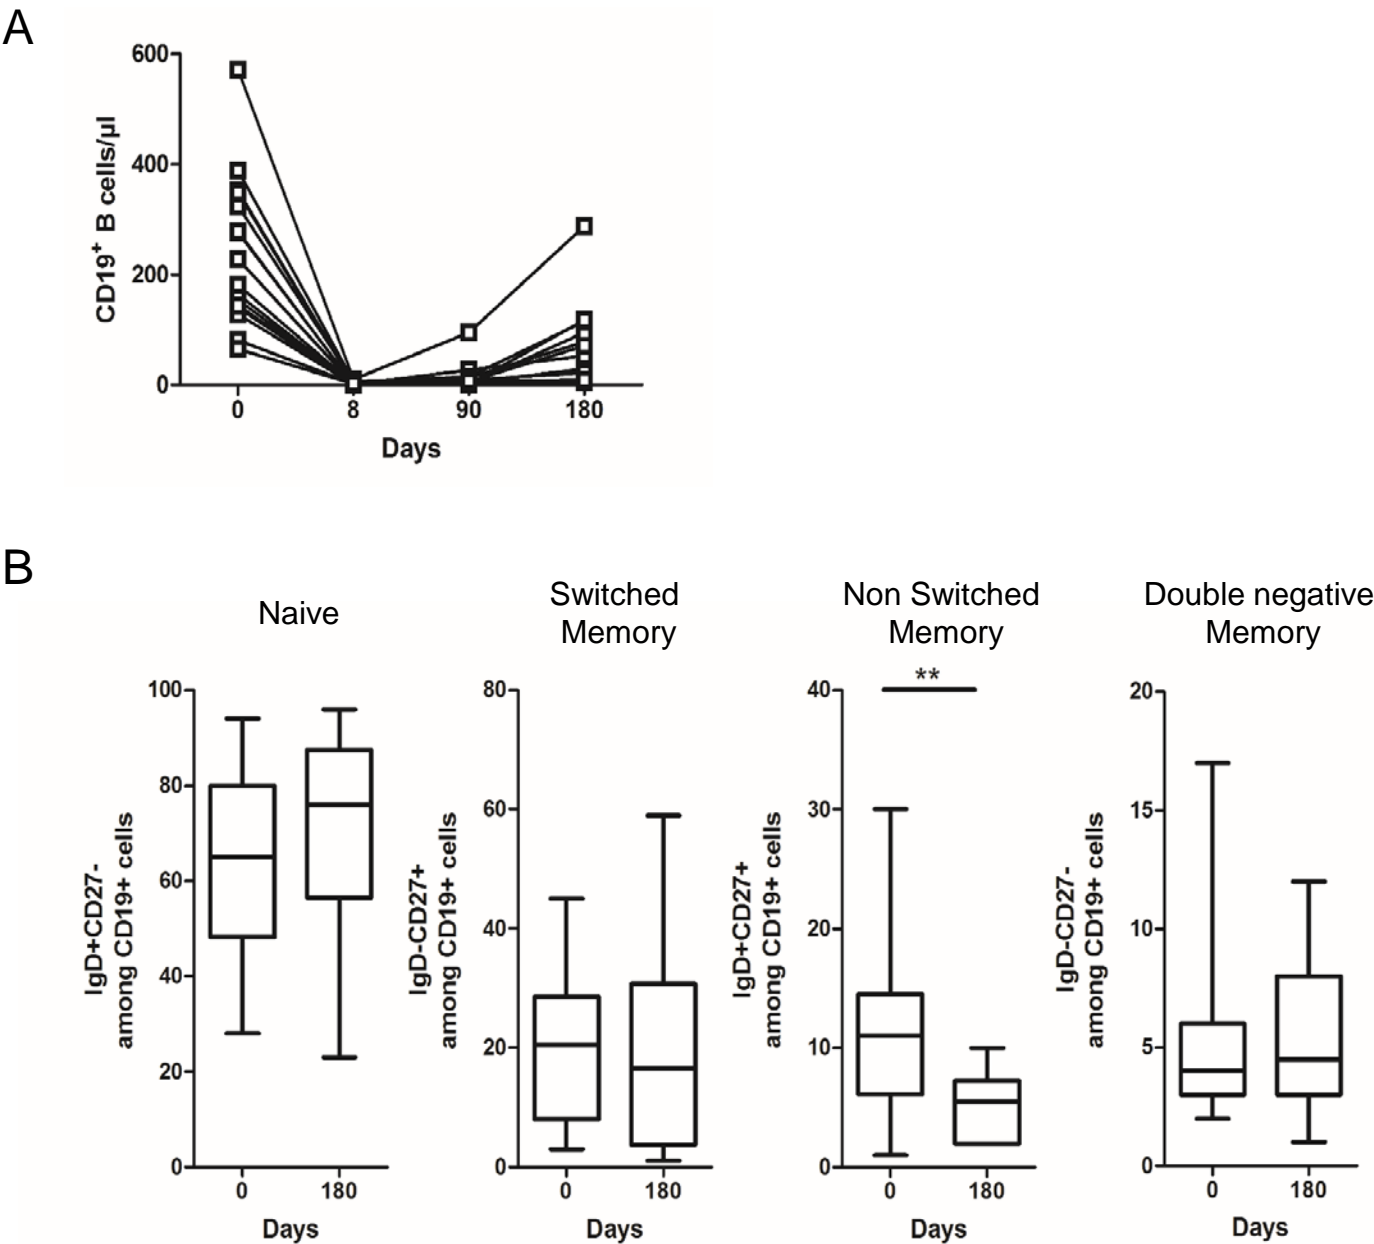 A
600
400
200
0
CD19+ B cells/µl
0 8 90 180
Days
B
Naive
100
80
60
40
20
0
IgD+CD27-
among CD19+ cells
0 180
Days
Switched
Memory
80
60
40
20
0
IgD-CD27+
among CD19+ cells
0 180
Days
Non Switched
Memory
**
40
30
20
10
0
IgD+CD27+
among CD19+ cells
0 180
Days
Double negative
Memory
20
15
10
5
0
IgD-CD27-
among CD19+ cells
0 180
Days